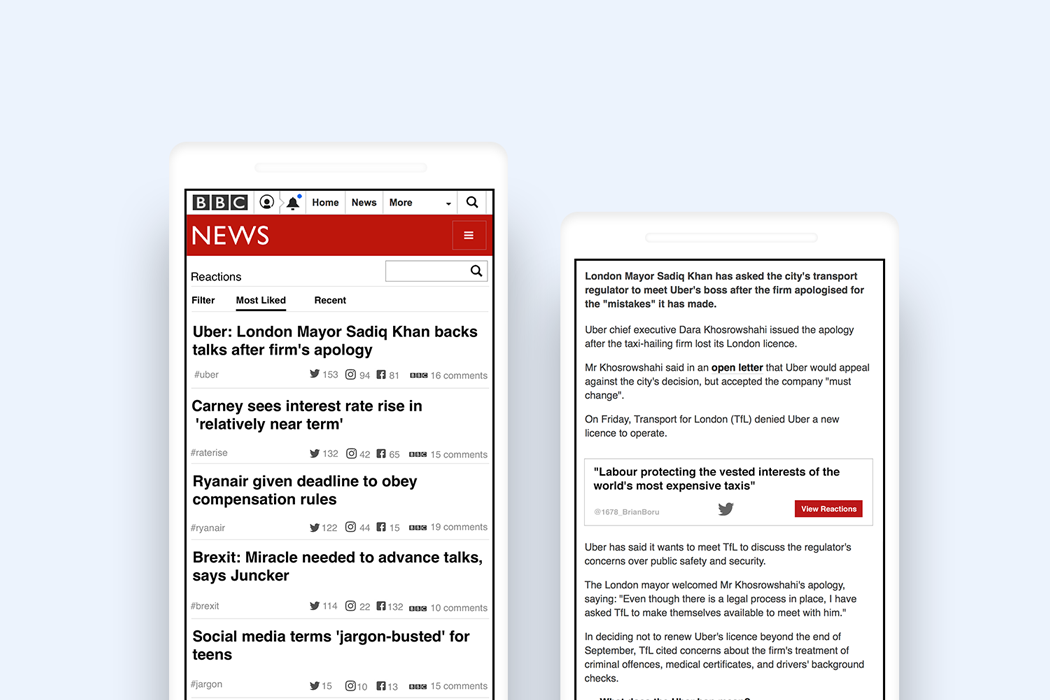 BBC Home News More
NEWS
Reactions
Filter Most Liked Recent
Uber: London Mayor Sadiq Khan backs
talks after firm's apology
#uber 153 94 81 BBC 16 comments
Carney sees interest rate rise in
'relatively near term'
#raterise 132 42 65 BBC 15 comments
Ryanair given deadline to obey
compensation rules
#ryanair 122 44 15 BBC 19 comments
Brexit: Miracle needed to advance talks,
says Juncker
#brexit 114 22 132 BBC 10 comments
Social media terms 'jargon-busted' for
teens
#jargon 15 10 13 BBC 15 comments
London Mayor Sadiq Khan has asked the city's transport
regulator to meet Uber's boss after the firm apologised for
the "mistakes" it has made.
Uber chief executive Dara Khosrowshahi issued the apology
after the taxi-hailing firm lost its London licence.
Mr Khosrowshahi said in an open letter that Uber would appeal
against the city's decision, but accepted the company "must
change".
On Friday, Transport for London (TfL) denied Uber a new
licence to operate.
"Labour protecting the vested interests of the
world's most expensive taxis"
@1678_BrianBoru View Reactions
Uber has said it wants to meet TfL to discuss the regulator's
concerns over public safety and security.
The London mayor welcomed Mr Khosrowshahi's apology,
saying: "Even though there is a legal process in place, I have
asked TfL to make themselves available to meet with him."
In deciding not to renew Uber's licence beyond the end of
September, TfL cited concerns about the firm's treatment of
criminal offences, medical certificates, and drivers' background
checks.